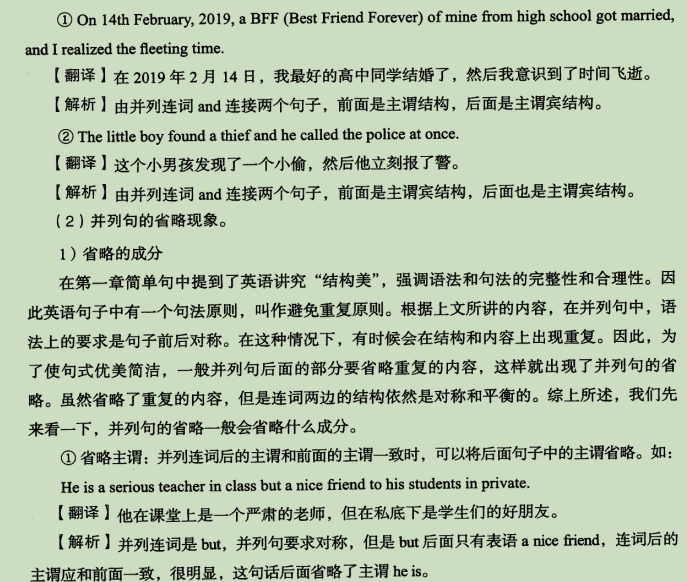 ① On 14th February, 2019, a BFF (Best Friend Forever) of mine from high school got married,
and I realized the fleeting time.
【翻译】在 2019 年 2 月 14 日，我最好的高中同学结婚了，然后我意识到了时间飞逝。
【解析】由并列连词 and 连接两个句子，前面是主谓结构，后面是主谓宾结构。
② The little boy found a thief and he called the police at once.
【翻译】这个小男孩发现了一个小偷，然后他立刻报了警。
【解析】由并列连词 and 连接两个句子，前面是主谓宾结构，后面也是主谓宾结构。
（2）并列句的省略现象。
1）省略的成分
在第一章简单句中提到了英语讲究“结构美”，强调语法和句法的完整性和合理性。因
此英语句子中有一个句法原则，叫作避免重复原则。根据上文所讲的内容，在并列句中，语
法上的要求是句子前后对称。在这种情况下，有时候会在结构和内容上出现重复。因此，为
了使句式优美简洁，一般并列句后面的部分要省略重复的内容，这样就出现了并列句的省
略。虽然省略了重复的内容，但是连词两边的结构依然是对称和平衡的。综上所述，我们先
来看一下，并列句的省略一般会省略什么成分。
① 省略主谓：并列连词后的主谓和前面的主谓一致时，可以将后面句子中的主谓省略。如：
He is a serious teacher in class but a nice friend to his students in private.
【翻译】他在课堂上是一个严肃的老师，但在私底下是学生们的好朋友。
【解析】并列连词是 but，并列句要求对称，但是 but 后面只有表语 a nice friend，连词后的
主谓应和前面一致，很明显，这句话后面省略了主谓 he is。